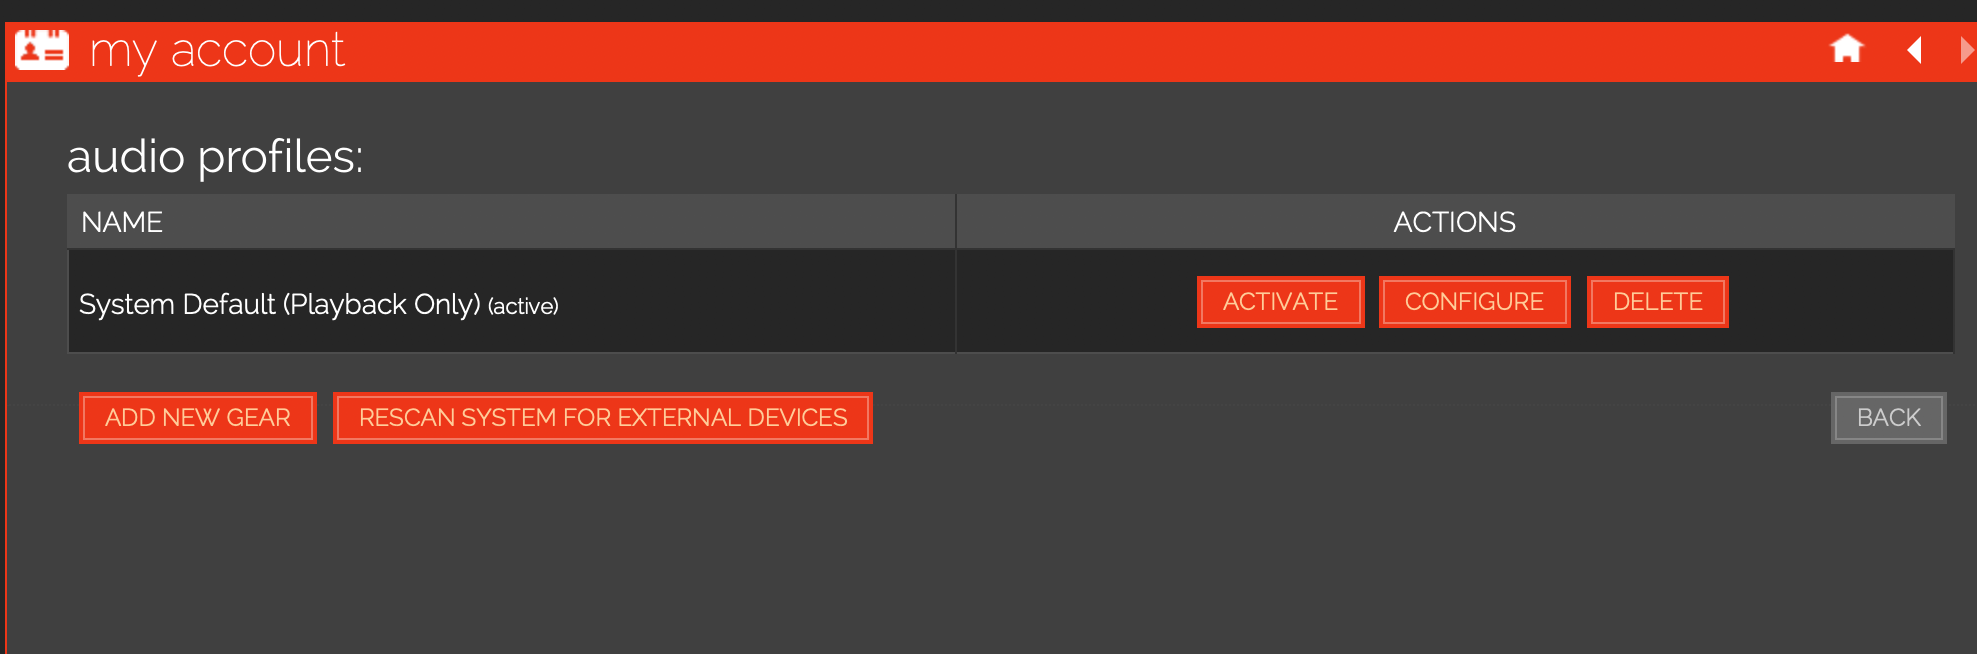 my account
audio profiles:
NAME ACTIONS
System Default (Playback Only) (active) ACTIVATE CONFIGURE DELETE
ADD NEW GEAR RESCAN SYSTEM FOR EXTERNAL DEVICES BACK